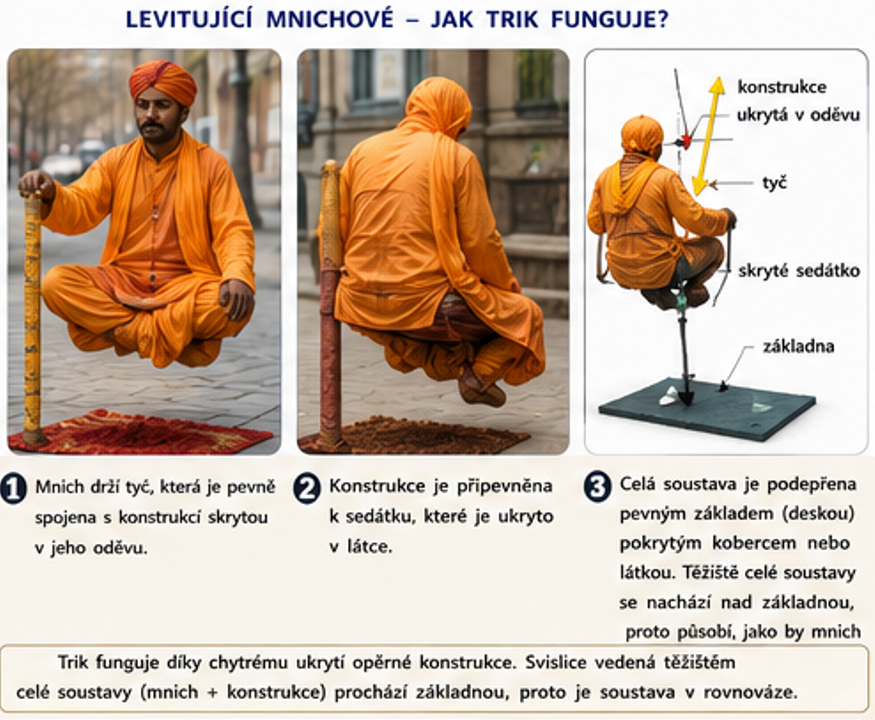 LEVITUJÍCÍ MNICHOVÉ – JAK TRIK FUNGUJE?
konstrukce
ukrytá v oděvu
tyč
skryté sedátko
základna
1 Mnich drží tyč, která je pevně
spojena s konstrukcí skrytou
v jeho oděvu.
2 Konstrukce je připevněna
k sedátku, které je ukryto
v látce.
3 Celá soustava je podepřena
pevným základem (deskou)
pokrytým kobercem nebo
látkou. Těžiště celé soustavy
se nachází nad základnou,
proto působí, jako by mnich
Trik funguje díky chytrému ukrytí opěrné konstrukce. Svislice vedená těžištěm
celé soustavy (mnich + konstrukce) prochází základnou, proto je soustava v rovnováze.